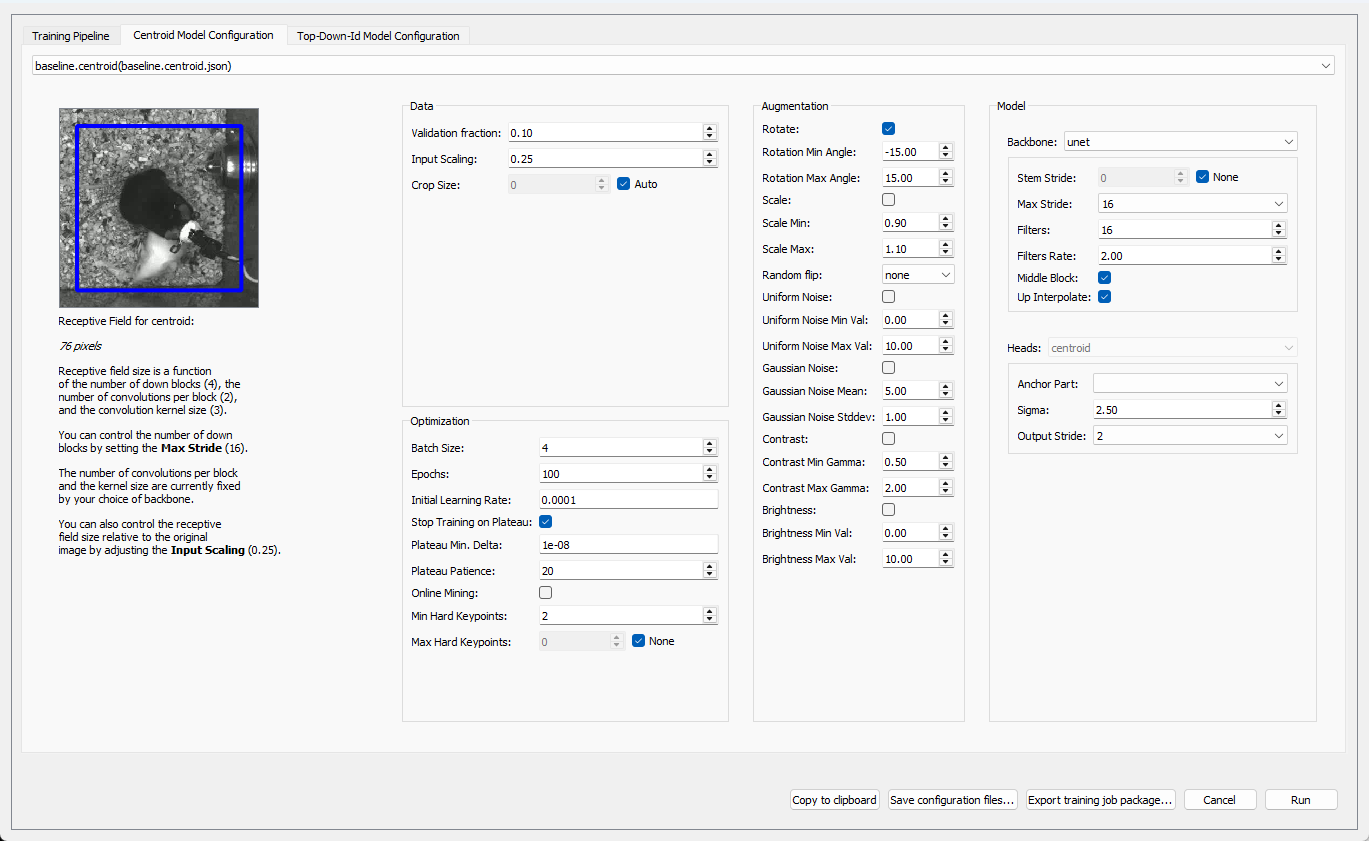 Training Pipeline
Centroid Model Configuration
Top-Down-Id Model Configuration
baseline.centroid(baseline.centroid.json)
Receptive Field for centroid:
76 pixels
Receptive field size is a function
of the number of down blocks (4), the
number of convolutions per block (2),
and the convolution kernel size (3).
You can control the number of down
blocks by setting the Max Stride (16).
The number of convolutions per block
and the kernel size are currently fixed
by your choice of backbone.
You can also control the receptive
field size relative to the original
image by adjusting the Input Scaling (0.25).
Data
Validation fraction: 0.10
Input Scaling: 0.25
Crop Size: 0 Auto
Optimization
Batch Size: 4
Epochs: 100
Initial Learning Rate: 0.0001
Stop Training on Plateau:
Plateau Min. Delta: 1e-08
Plateau Patience: 20
Online Mining:
Min Hard Keypoints: 2
Max Hard Keypoints: 0 None
Augmentation
Rotate:
Rotation Min Angle: -15.00
Rotation Max Angle: 15.00
Scale:
Scale Min: 0.90
Scale Max: 1.10
Random flip: none
Uniform Noise:
Uniform Noise Min Val: 0.00
Uniform Noise Max Val: 10.00
Gaussian Noise:
Gaussian Noise Mean: 5.00
Gaussian Noise Stddev: 1.00
Contrast:
Contrast Min Gamma: 0.50
Contrast Max Gamma: 2.00
Brightness:
Brightness Min Val: 0.00
Brightness Max Val: 10.00
Model
Backbone: unet
Stem Stride: 0 None
Max Stride: 16
Filters: 16
Filters Rate: 2.00
Middle Block:
Up Interpolate:
Heads: centroid
Anchor Part:
Sigma: 2.50
Output Stride: 2
Copy to clipboard
Save configuration files...
Export training job package...
Cancel
Run